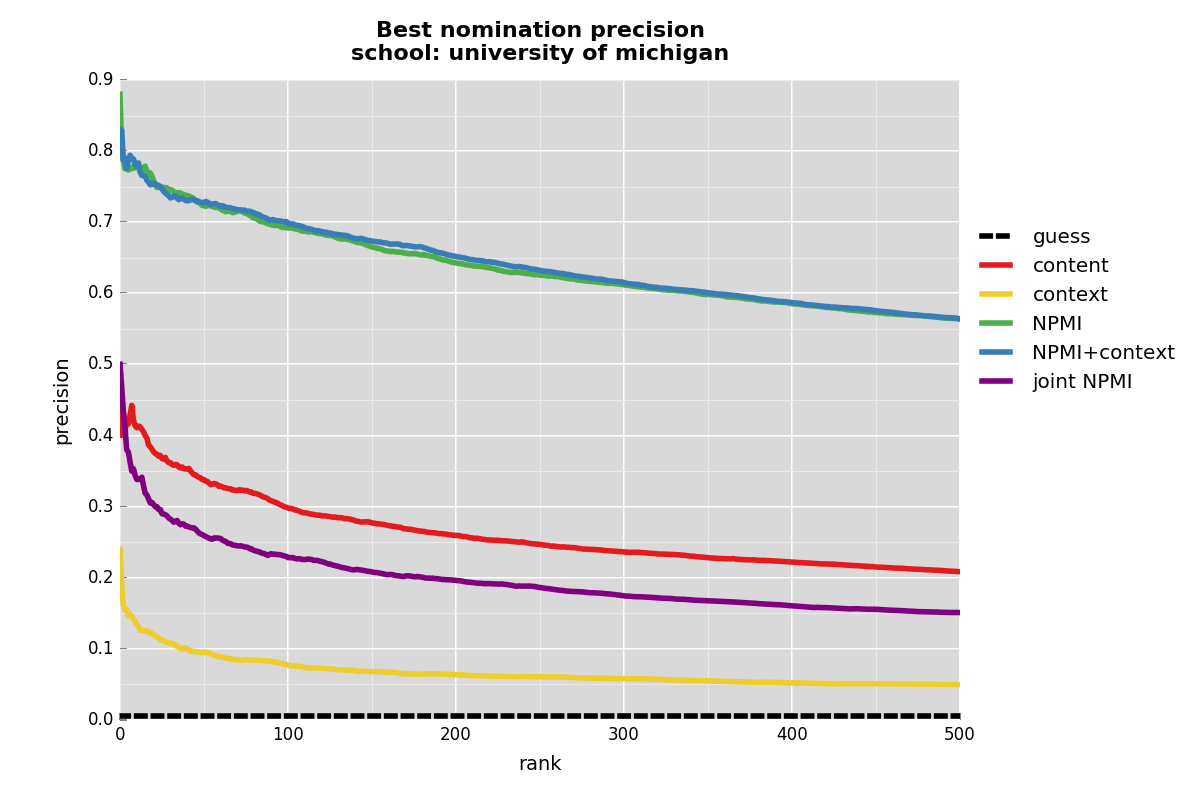 Best nomination precision
school: university of michigan
0.9
0.8
0.7
0.6
0.5
0.4
0.3
0.2
0.1
0.0
precision
0 100 200 300 400 500
rank
guess
content
context
NPMI
NPMI+context
joint NPMI